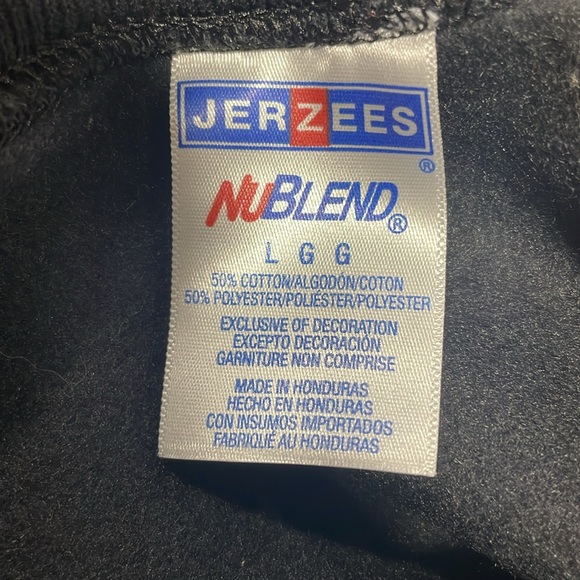 JERZEES
®
NUBLEND®
L G G
50% COTTON/ALGODÓN/COTON
50% POLYESTER/POLIÉSTER/POLYESTER
EXCLUSIVE OF DECORATION
EXCEPTO DECORACIÓN
GARNITURE NON COMPRISE
MADE IN HONDURAS
HECHO EN HONDURAS
CON INSUMOS IMPORTADOS
FABRIQUÉ AU HONDURAS